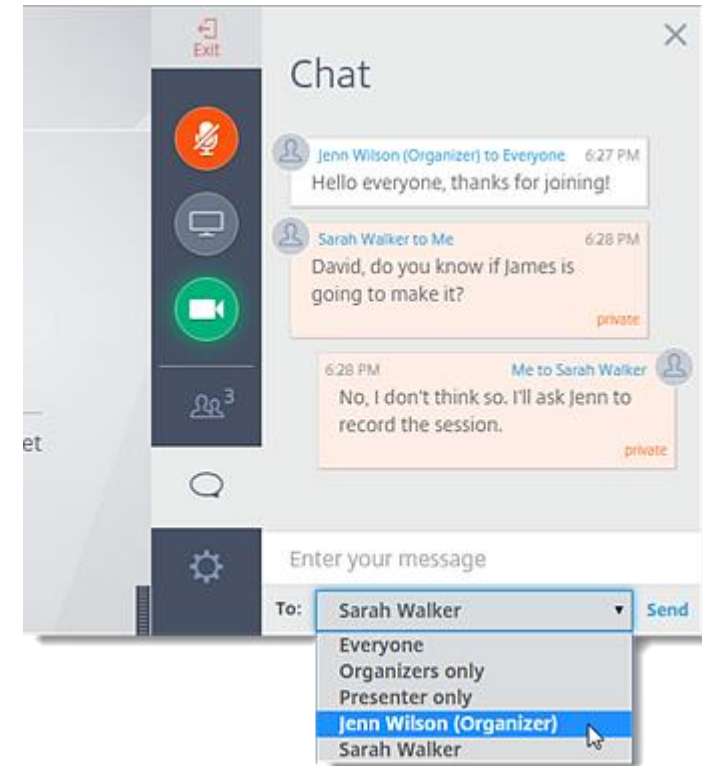 Exit
Chat
Jenn Wilson (Organizer) to Everyone 6:27 PM
Hello everyone, thanks for joining!
Sarah Walker to Me 6:28 PM
David, do you know if James is
going to make it?
private
6:28 PM Me to Sarah Walker
No, I don't think so. I'll ask Jenn to
record the session.
private
3
et
Enter your message
To: Sarah Walker Send
Everyone
Organizers only
Presenter only
Jenn Wilson (Organizer)
Sarah Walker